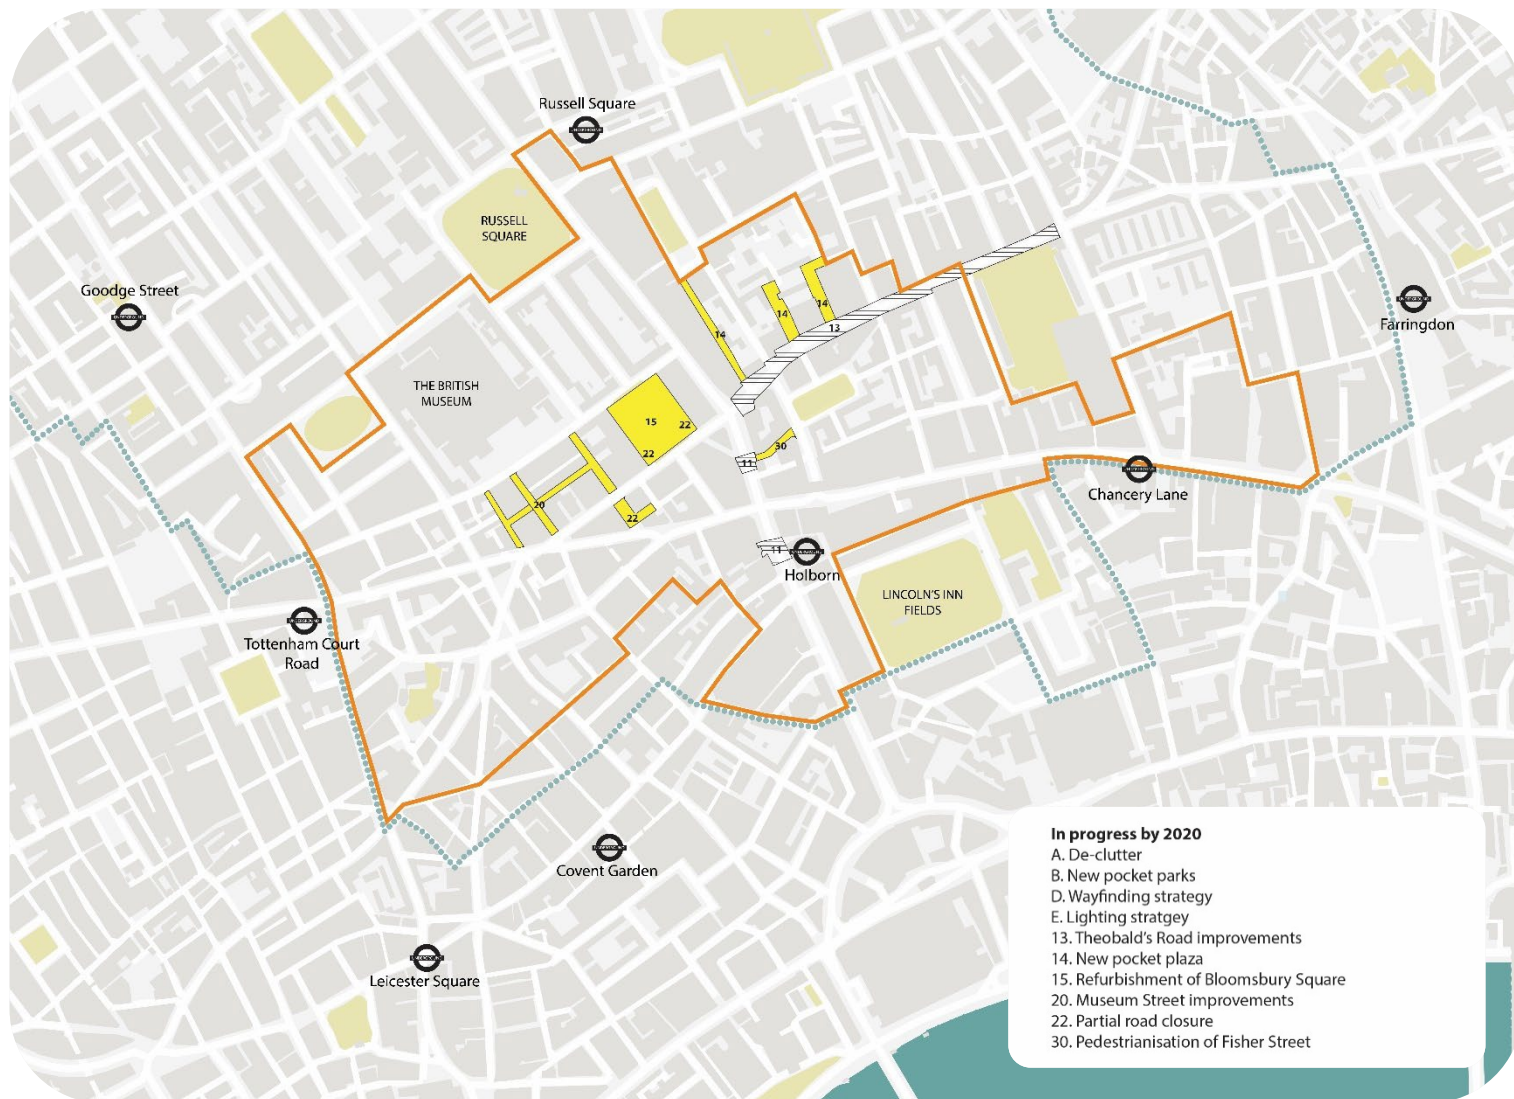 Russell Square
RUSSELL
SQUARE
Goodge Street
Farringdon
14
14
14
13
THE BRITISH
MUSEUM
15
22
22
30
11
20
22
Chancery Lane
11
Holborn
LINCOLN'S INN
FIELDS
Tottenham Court
Road
Covent Garden
Leicester Square
In progress by 2020
A. De-clutter
B. New pocket parks
D. Wayfinding strategy
E. Lighting stratgey
13. Theobald's Road improvements
14. New pocket plaza
15. Refurbishment of Bloomsbury Square
20. Museum Street improvements
22. Partial road closure
30. Pedestrianisation of Fisher Street